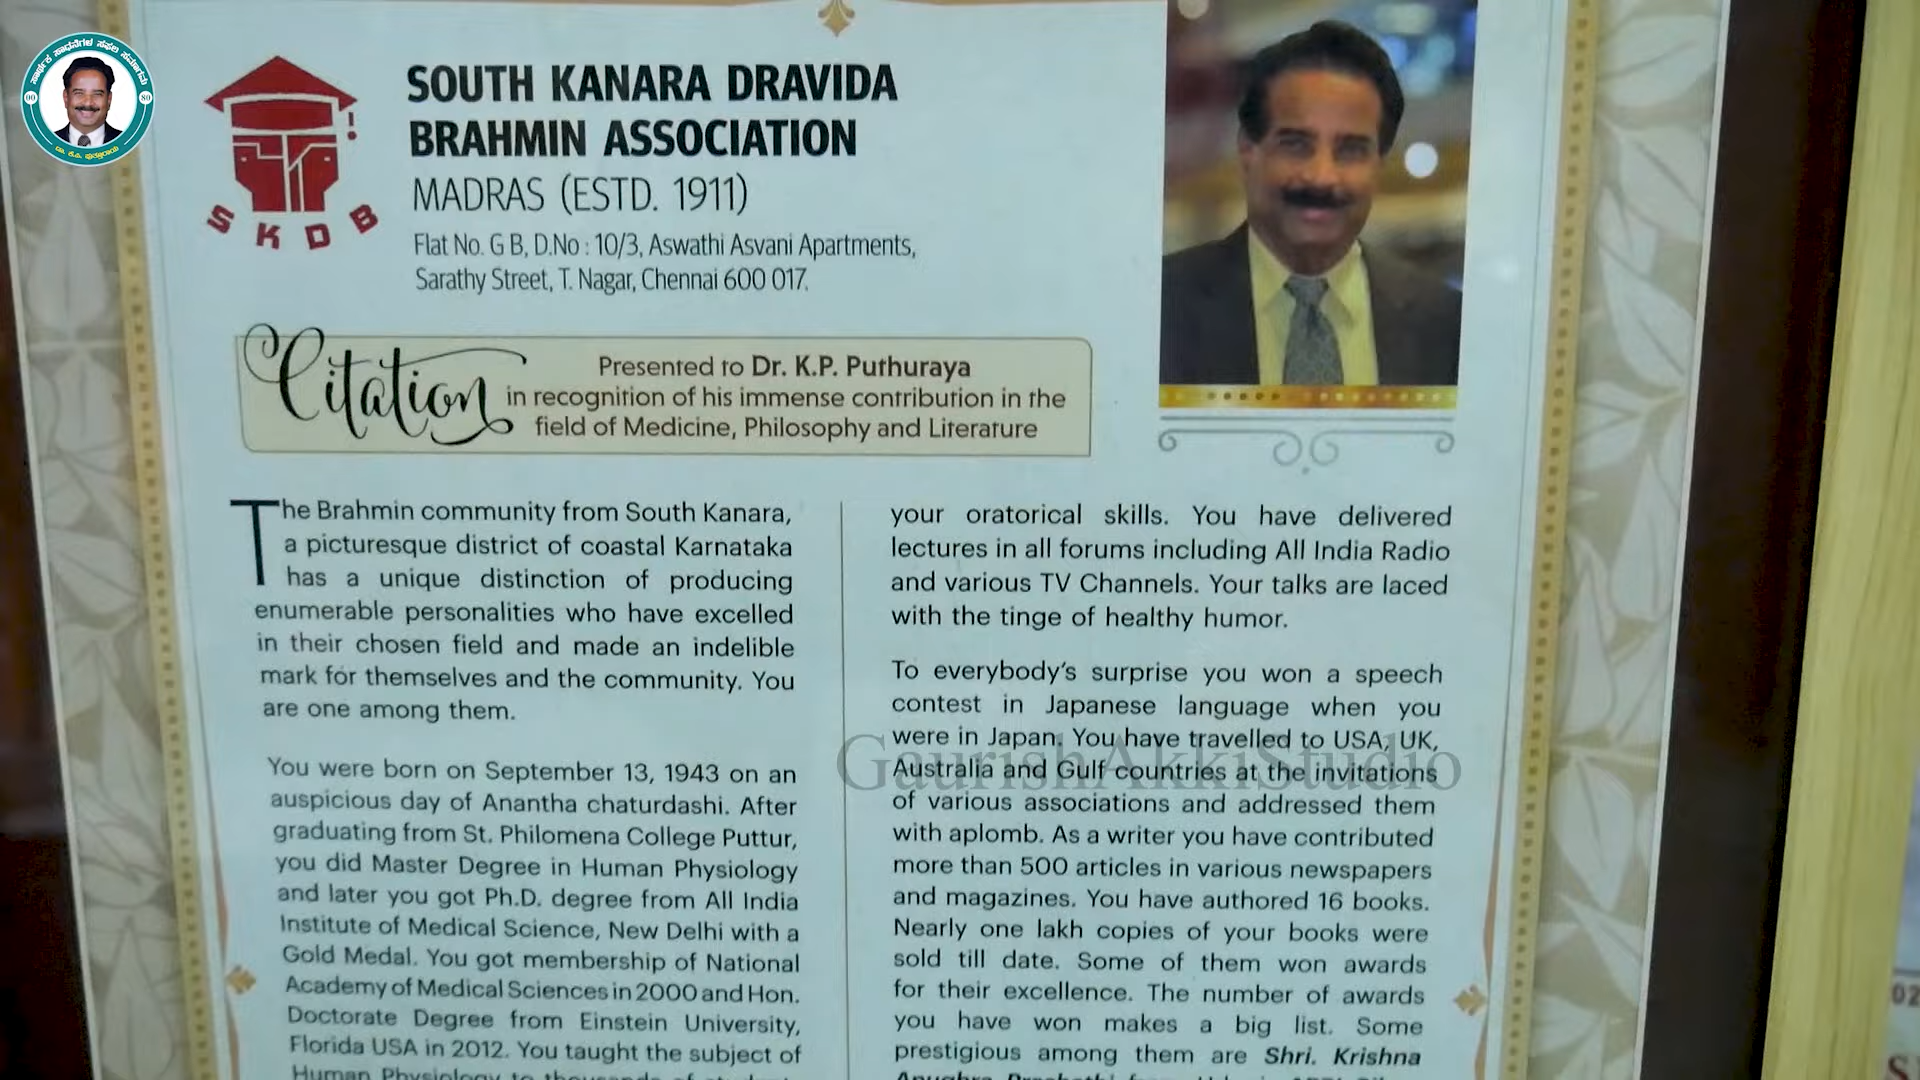 ಸಾರ್ಥಕ ಸಾಧನೆಗಳ ಸಫಲ ಸಮಾಗಮ
00
80
ಡಾ. ಕೆ.ಪಿ. ಪುತ್ತೂರಾಯ
SKDB
SOUTH KANARA DRAVIDA
BRAHMIN ASSOCIATION
MADRAS (ESTD. 1911)
Flat No. G B, D.No : 10/3, Aswathi Asvani Apartments,
Sarathy Street, T. Nagar, Chennai 600 017.
Citation
Presented to Dr. K.P. Puthuraya
in recognition of his immense contribution in the
field of Medicine, Philosophy and Literature
The Brahmin community from South Kanara,
a picturesque district of coastal Karnataka
has a unique distinction of producing
enumerable personalities who have excelled
in their chosen field and made an indelible
mark for themselves and the community. You
are one among them.
You were born on September 13, 1943 on an
auspicious day of Anantha chaturdashi. After
graduating from St. Philomena College Puttur,
you did Master Degree in Human Physiology
and later you got Ph.D. degree from All India
Institute of Medical Science, New Delhi with a
Gold Medal. You got membership of National
Academy of Medical Sciences in 2000 and Hon.
Doctorate Degree from Einstein University,
Florida USA in 2012. You taught the subject of
Human Physiology to thousands of
your oratorical skills. You have delivered
lectures in all forums including All India Radio
and various TV Channels. Your talks are laced
with the tinge of healthy humor.
To everybody's surprise you won a speech
contest in Japanese language when you
were in Japan. You have travelled to USA, UK,
Australia and Gulf countries at the invitations
of various associations and addressed them
with aplomb. As a writer you have contributed
more than 500 articles in various newspapers
and magazines. You have authored 16 books.
Nearly one lakh copies of your books were
sold till date. Some of them won awards
for their excellence. The number of awards
you have won makes a big list. Some
prestigious among them are Shri. Krishna
GaurishAkkiStudio
02